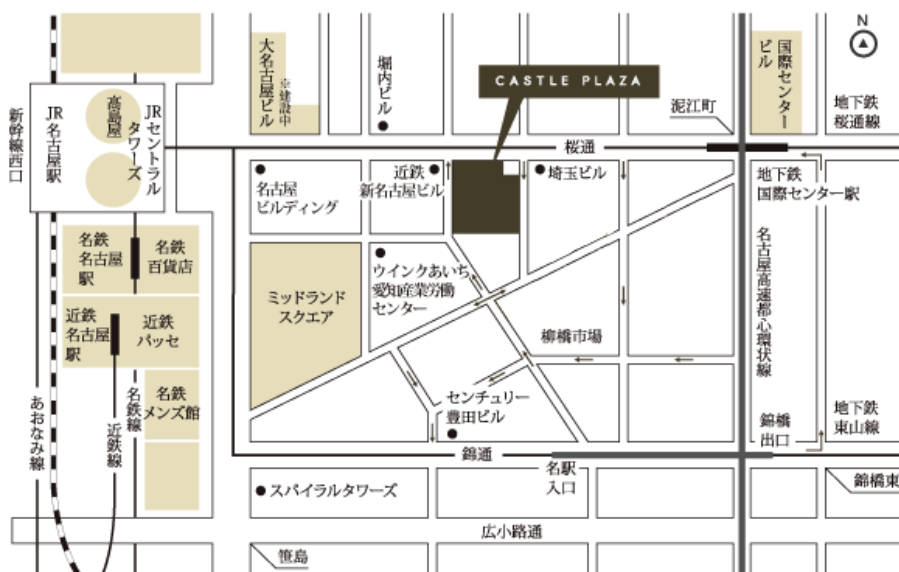 N
CASTLE PLAZA
大名古屋ビル
※建設中
堀内ビル
泥江町
国際センター
ビル
地下鉄
桜通線
新幹線西口
JR名古屋駅
高島屋
JRセントラル
タワーズ
桜通
名古屋
ビルディング
近鉄
新名古屋ビル
埼玉ビル
地下鉄
国際センター駅
名鉄
名古屋
駅
名鉄
百貨店
ミッドランド
スクエア
ウインクあいち
愛知産業労働
センター
名古屋高速都心環状線
近鉄
名古屋
駅
近鉄
パッセ
柳橋市場
名鉄
メンズ館
センチュリー
豊田ビル
錦橋
出口
地下鉄
東山線
あおなみ線
近鉄線
名鉄線
錦通
名駅
入口
スパイラルタワーズ
錦橋東
広小路通
笹島